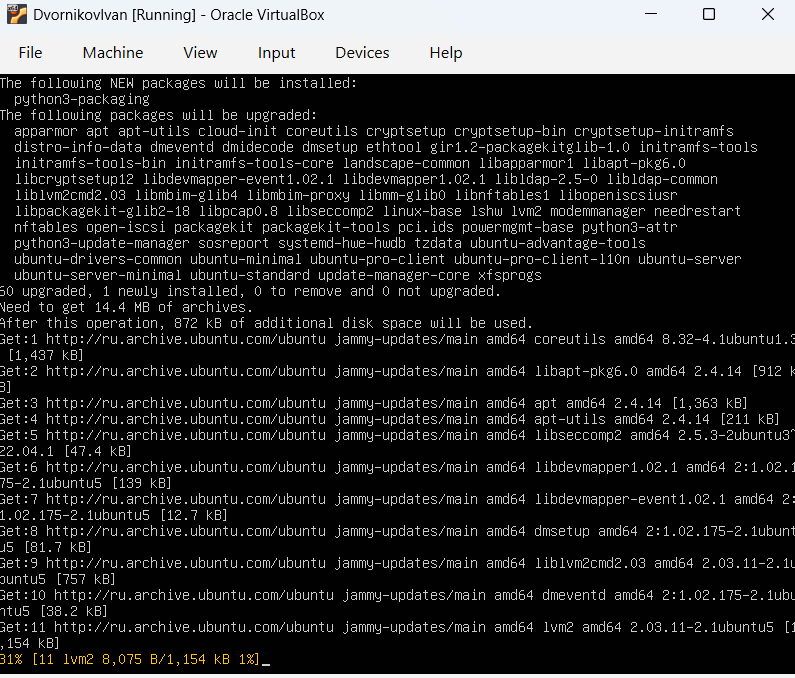 DvornikovIvan [Running] - Oracle VirtualBox
File Machine View Input Devices Help
The following NEW packages will be installed:
python3-packaging
The following packages will be upgraded:
apparmor apt apt-utils cloud-init coreutils cryptsetup cryptsetup-bin cryptsetup-initramfs
distro-info-data dmeventd dmidecode dmsetup ethtool gir1.2-packagekitglib-1.0 initramfs-tools
initramfs-tools-bin initramfs-tools-core landscape-common libapparmor1 libapt-pkg6.0
libcryptsetup12 libdevmapper-event1.02.1 libdevmapper1.02.1 libldap-2.5-0 libldap-common
liblvm2cmd2.03 libmbim-glib4 libmbim-proxy libmm-glib0 libnftables1 libopeniscsiusr
libpackagekit-glib2-18 libpcap0.8 libseccomp2 linux-base lshw lvm2 modemmanager needrestart
nftables open-iscsi packagekit packagekit-tools pci.ids powermgmt-base python3-attr
python3-update-manager sosreport systemd-hwe-hwdb tzdata ubuntu-advantage-tools
ubuntu-drivers-common ubuntu-minimal ubuntu-pro-client ubuntu-pro-client-l10n ubuntu-server
ubuntu-server-minimal ubuntu-standard update-manager-core xfsprogs
60 upgraded, 1 newly installed, 0 to remove and 0 not upgraded.
Need to get 14.4 MB of archives.
After this operation, 872 kB of additional disk space will be used.
Get:1 http://ru.archive.ubuntu.com/ubuntu jammy-updates/main amd64 coreutils amd64 8.32-4.1ubuntu1.3
[1,437 kB]
Get:2 http://ru.archive.ubuntu.com/ubuntu jammy-updates/main amd64 libapt-pkg6.0 amd64 2.4.14 [912 k
B]
Get:3 http://ru.archive.ubuntu.com/ubuntu jammy-updates/main amd64 apt amd64 2.4.14 [1,363 kB]
Get:4 http://ru.archive.ubuntu.com/ubuntu jammy-updates/main amd64 apt-utils amd64 2.4.14 [211 kB]
Get:5 http://ru.archive.ubuntu.com/ubuntu jammy-updates/main amd64 libseccomp2 amd64 2.5.3-2ubuntu3~
22.04.1 [47.4 kB]
Get:6 http://ru.archive.ubuntu.com/ubuntu jammy-updates/main amd64 libdevmapper1.02.1 amd64 2:1.02.1
75-2.1ubuntu5 [139 kB]
Get:7 http://ru.archive.ubuntu.com/ubuntu jammy-updates/main amd64 libdevmapper-event1.02.1 amd64 2:
1.02.175-2.1ubuntu5 [12.7 kB]
Get:8 http://ru.archive.ubuntu.com/ubuntu jammy-updates/main amd64 dmsetup amd64 2:1.02.175-2.1ubunt
u5 [81.7 kB]
Get:9 http://ru.archive.ubuntu.com/ubuntu jammy-updates/main amd64 liblvm2cmd2.03 amd64 2.03.11-2.1u
buntu5 [757 kB]
Get:10 http://ru.archive.ubuntu.com/ubuntu jammy-updates/main amd64 dmeventd amd64 2:1.02.175-2.1ubu
ntu5 [38.2 kB]
Get:11 http://ru.archive.ubuntu.com/ubuntu jammy-updates/main amd64 lvm2 amd64 2.03.11-2.1ubuntu5 [1
,154 kB]
31% [11 lvm2 8,075 B/1,154 kB 1%]_